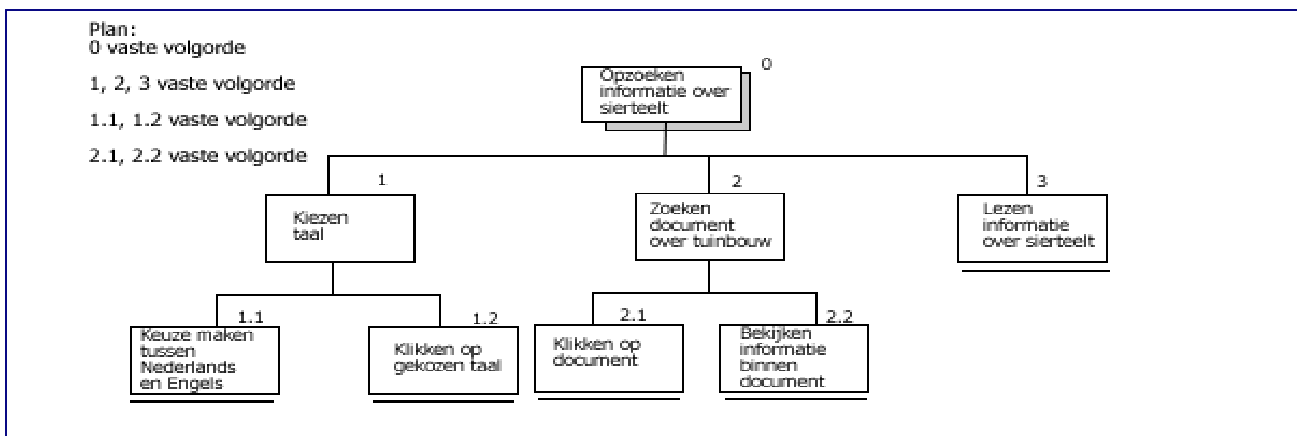 Plan:
0 vaste volgorde
1, 2, 3 vaste volgorde
1.1, 1.2 vaste volgorde
2.1, 2.2 vaste volgorde
0
Opzoeken
informatie over
sierteelt
1
Kiezen
taal
2
Zoeken
document
over tuinbouw
3
Lezen
informatie
over sierteelt
1.1
Keuze maken
tussen
Nederlands
en Engels
1.2
Klikken op
gekozen taal
2.1
Klikken op
document
2.2
Bekijken
informatie
binnen
document